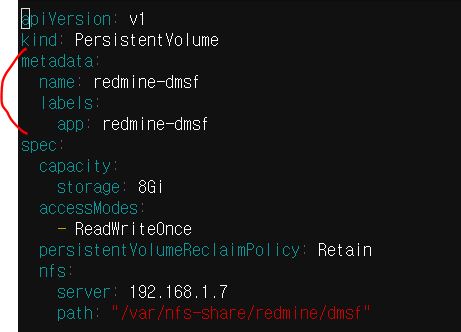 apiVersion: v1
kind: PersistentVolume
metadata:
  name: redmine-dmsf
  labels:
    app: redmine-dmsf
spec:
  capacity:
    storage: 8Gi
  accessModes:
    - ReadWriteOnce
  persistentVolumeReclaimPolicy: Retain
  nfs:
    server: 192.168.1.7
    path: "/var/nfs-share/redmine/dmsf"